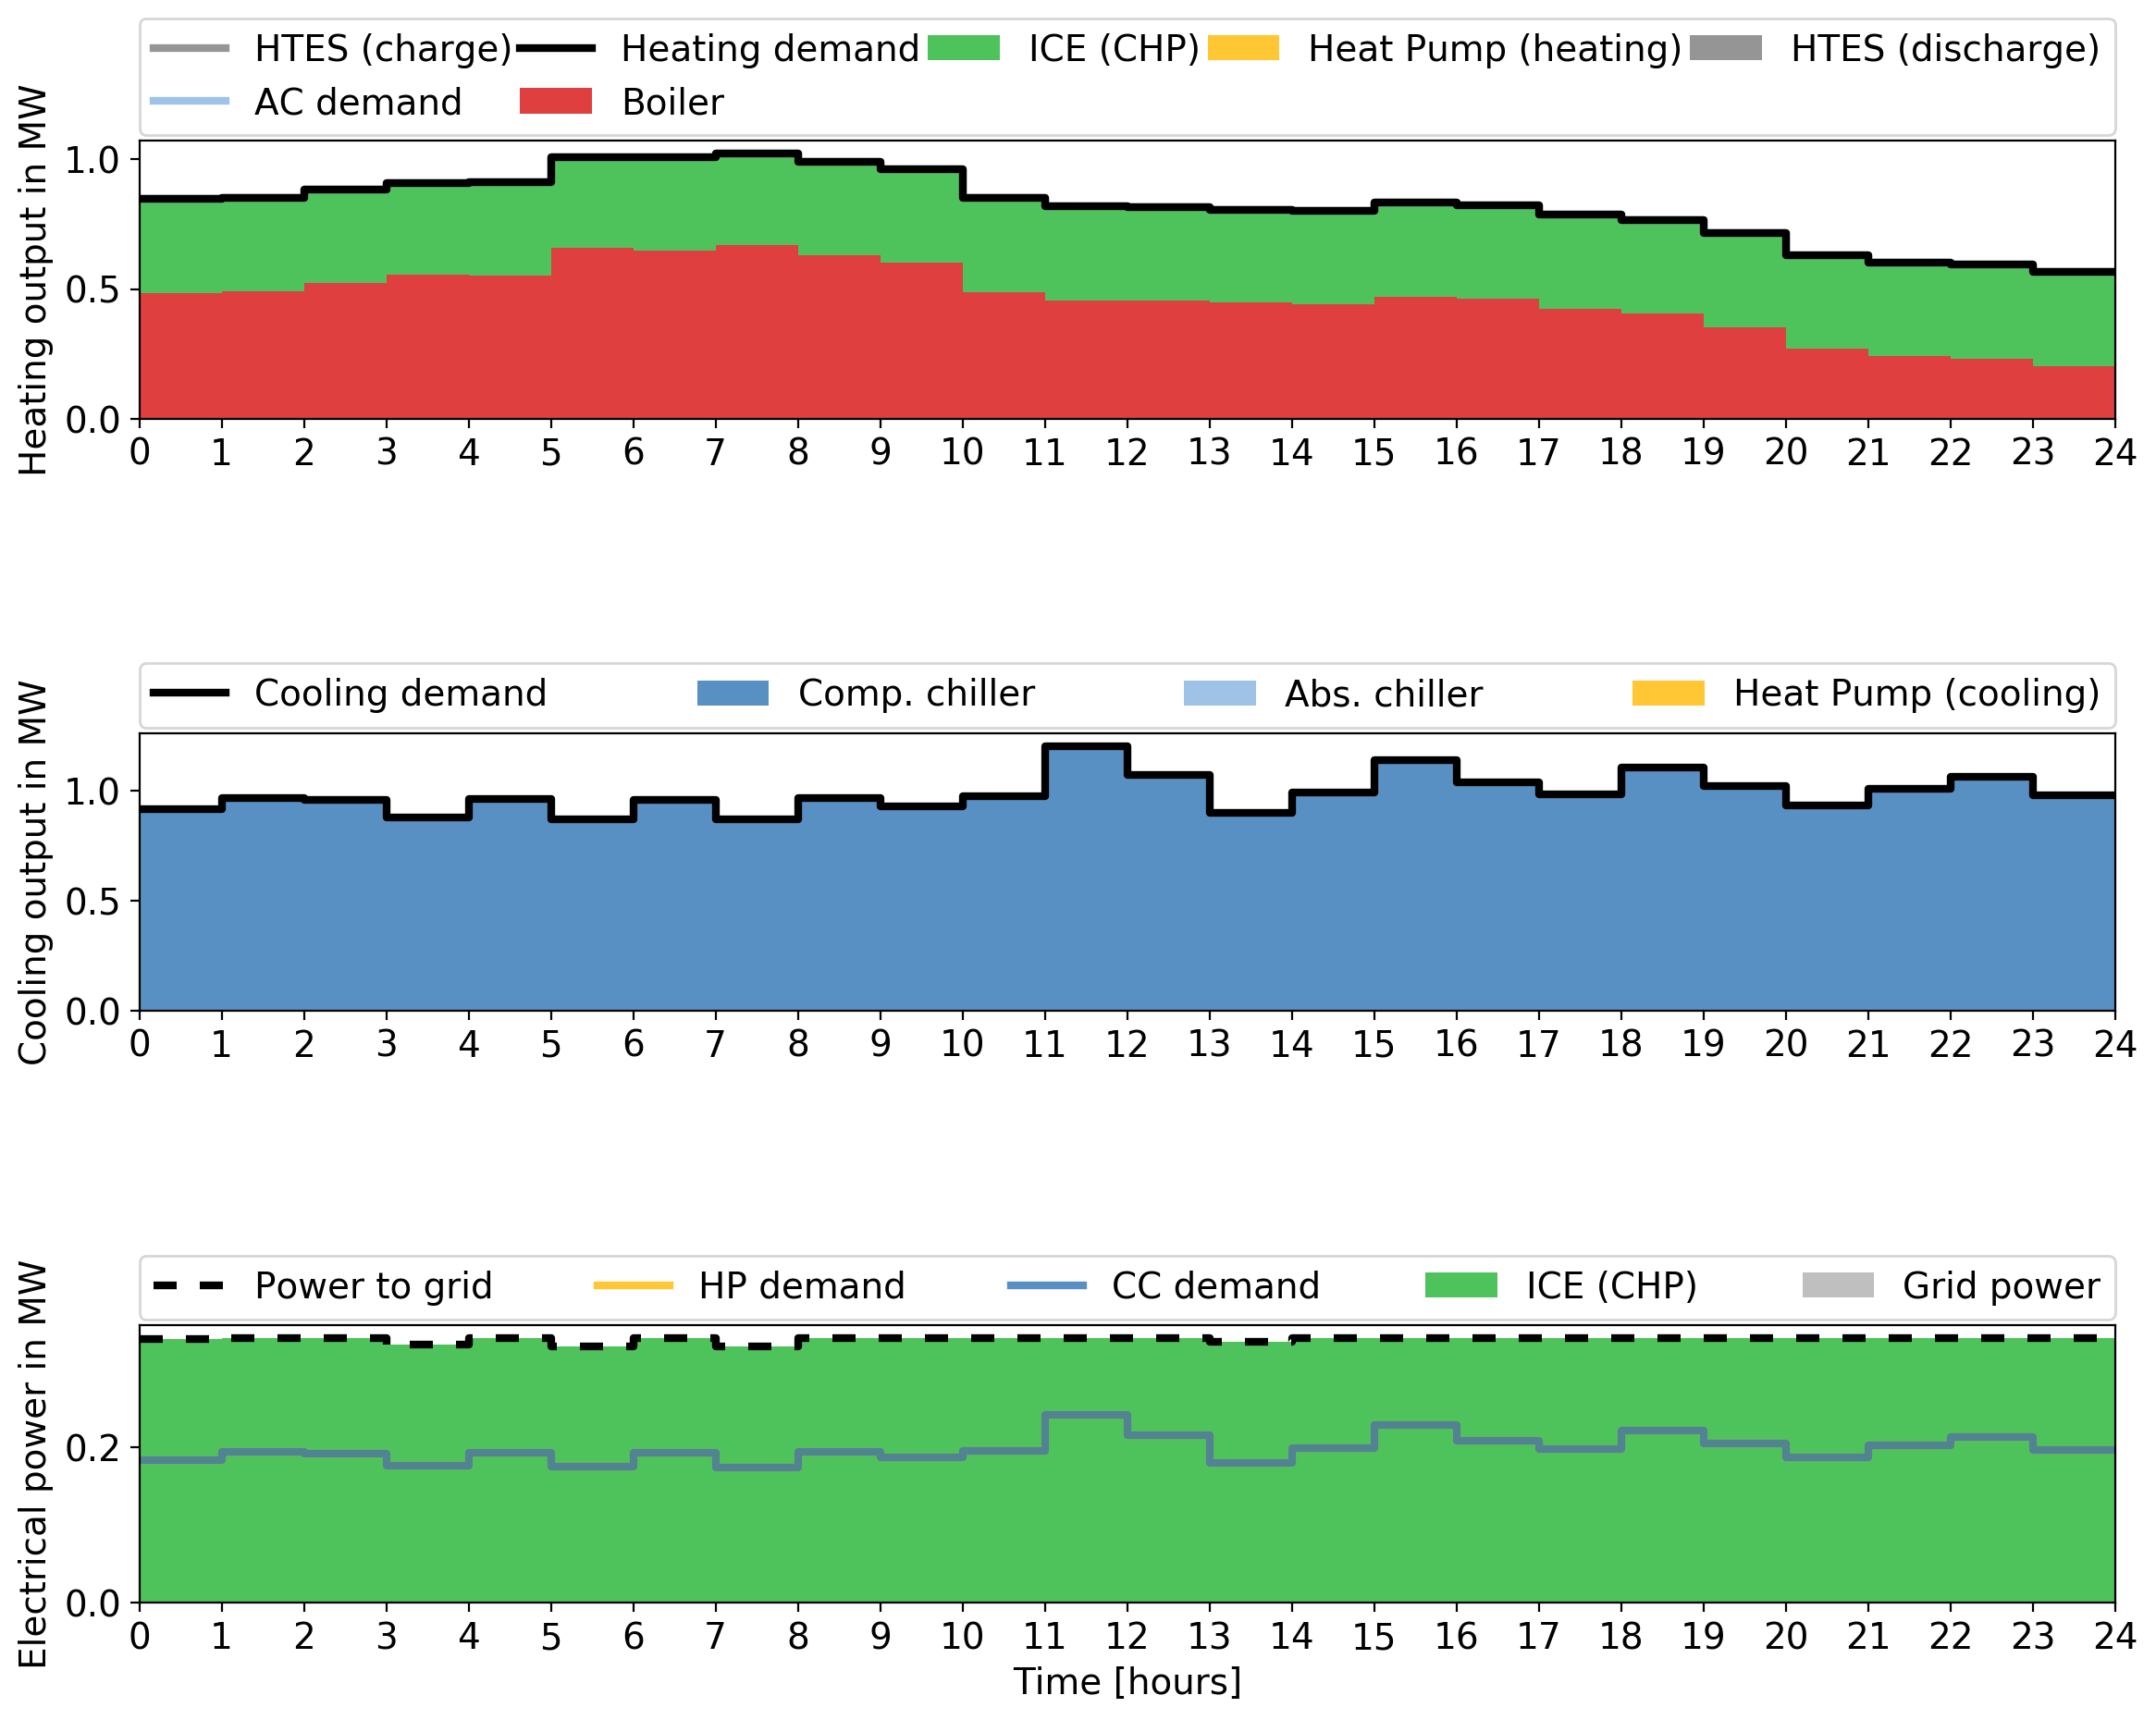 HTES (charge) Heating demand ICE (CHP) Heat Pump (heating) HTES (discharge)
AC demand Boiler
Heating output in MW
1.0
0.5
0.0
0 1 2 3 4 5 6 7 8 9 10 11 12 13 14 15 16 17 18 19 20 21 22 23 24
Cooling demand Comp. chiller Abs. chiller Heat Pump (cooling)
Cooling output in MW
1.0
0.5
0.0
0 1 2 3 4 5 6 7 8 9 10 11 12 13 14 15 16 17 18 19 20 21 22 23 24
Power to grid HP demand CC demand ICE (CHP) Grid power
Electrical power in MW
0.2
0.0
0 1 2 3 4 5 6 7 8 9 10 11 12 13 14 15 16 17 18 19 20 21 22 23 24
Time [hours]